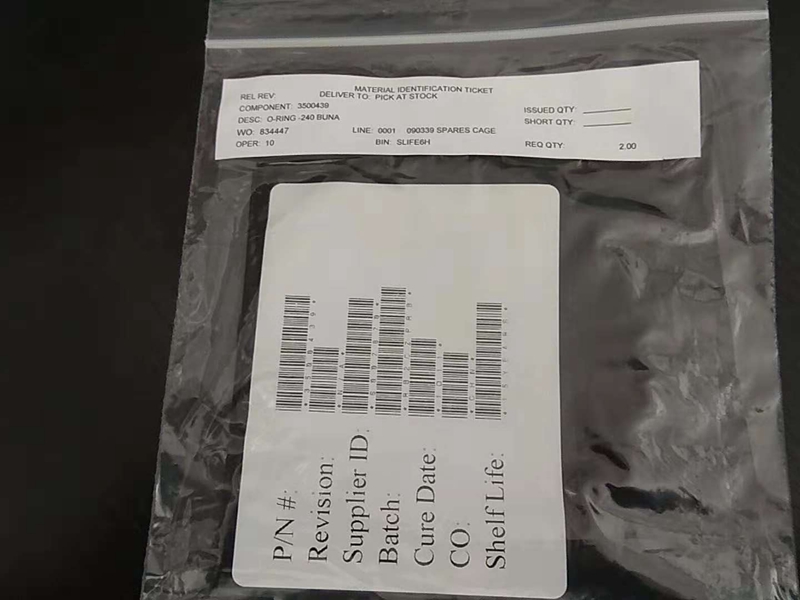 MATERIAL IDENTIFICATION TICKET
REL REV: DELIVER TO: PICK AT STOCK
COMPONENT: 3500439
DESC: O-RING -240 BUNA
WO: 834447 LINE: 0001 090339 SPARES CAGE
OPER: 10 BIN: SLIFE6H
ISSUED QTY:
SHORT QTY:
REQ QTY: 2.00
P/N #: *3500439*
Revision:
Supplier ID:
Batch:
Cure Date:
CO:
Shelf Life: